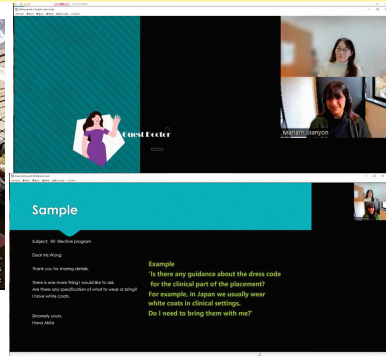 Guest Doctor
Maham Stanyon
Sample
Subject: RE: Elective program
Dear Ms.Wang
Thank you for sharing details.
There is one more thing I would like to ask.
Are there any specification of what to wear or bring?
I have white coats.
Sincerely yours,
Hana Akita
Example
'Is there any guidance about the dress code
for the clinical part of the placement?
For example, in Japan we usually wear
white coats in clinical settings.
Do I need to bring them with me?'